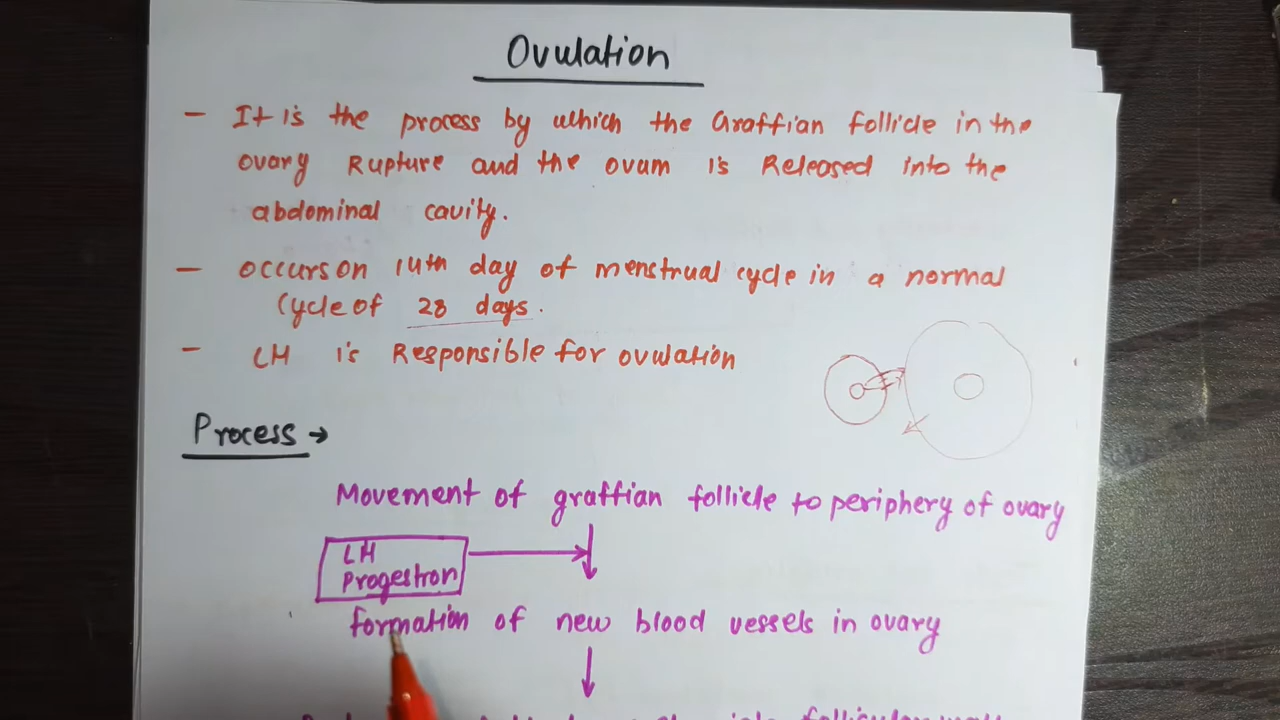 Ovulation
- It is the process by which the Graffian follicle in the
ovary Rupture and the ovum is Released into the
abdominal cavity.
- occurs on 14th day of menstrual cycle in a normal
Cycle of 28 days.
- LH is Responsible for ovulation
Process →
Movement of graffian follicle to periphery of ovary
LH
Progestron
formation of new blood vessels in ovary